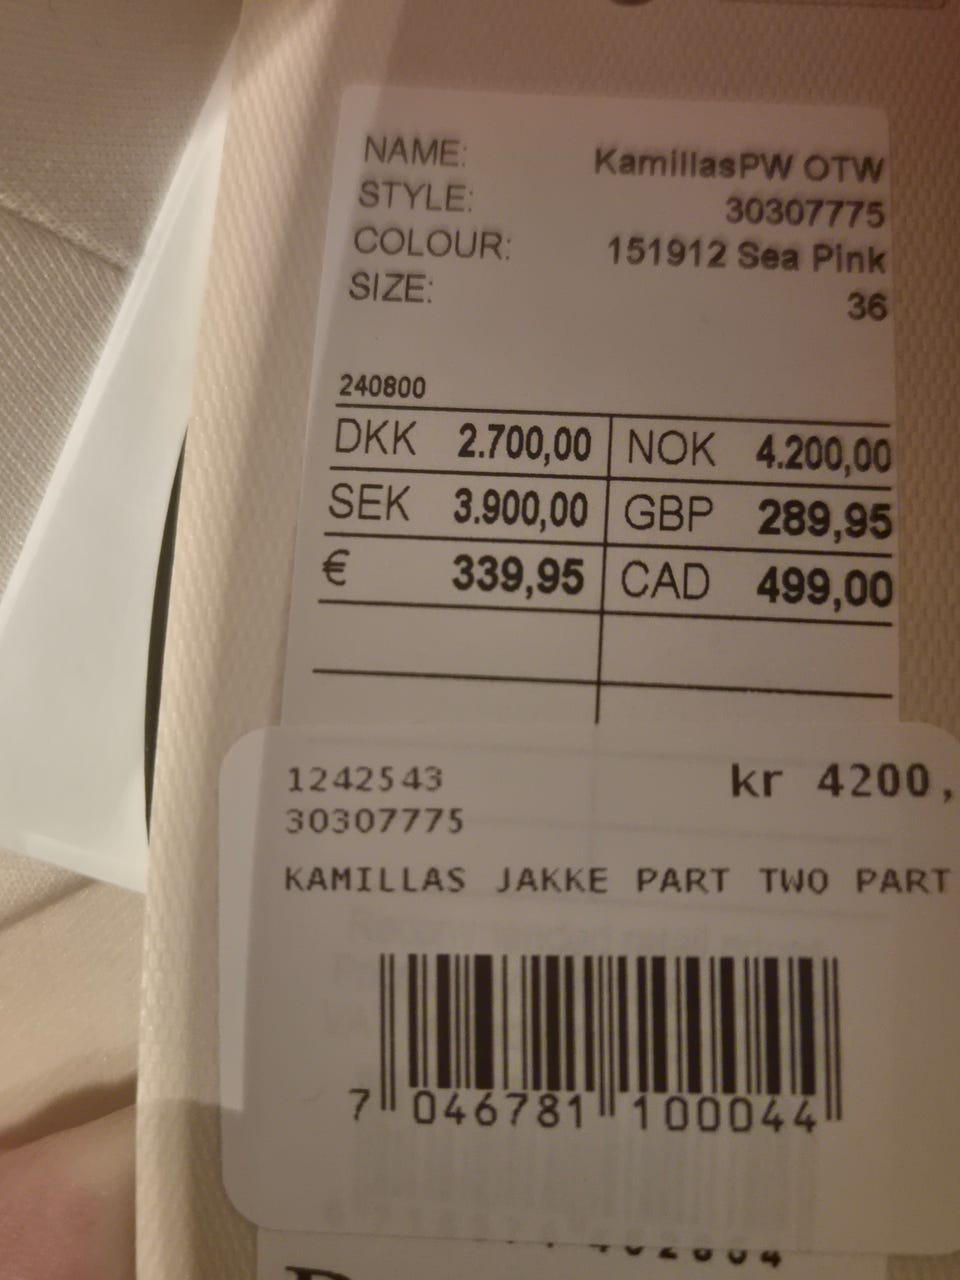 NAME: KamillasPW OTW
STYLE: 30307775
COLOUR: 151912 Sea Pink
SIZE: 36
240800
DKK 2.700,00 NOK 4.200,00
SEK 3.900,00 GBP 289,95
€ 339,95 CAD 499,00
1242543 kr 4200,
30307775
KAMILLAS JAKKE PART TWO PART
7 046781 100044